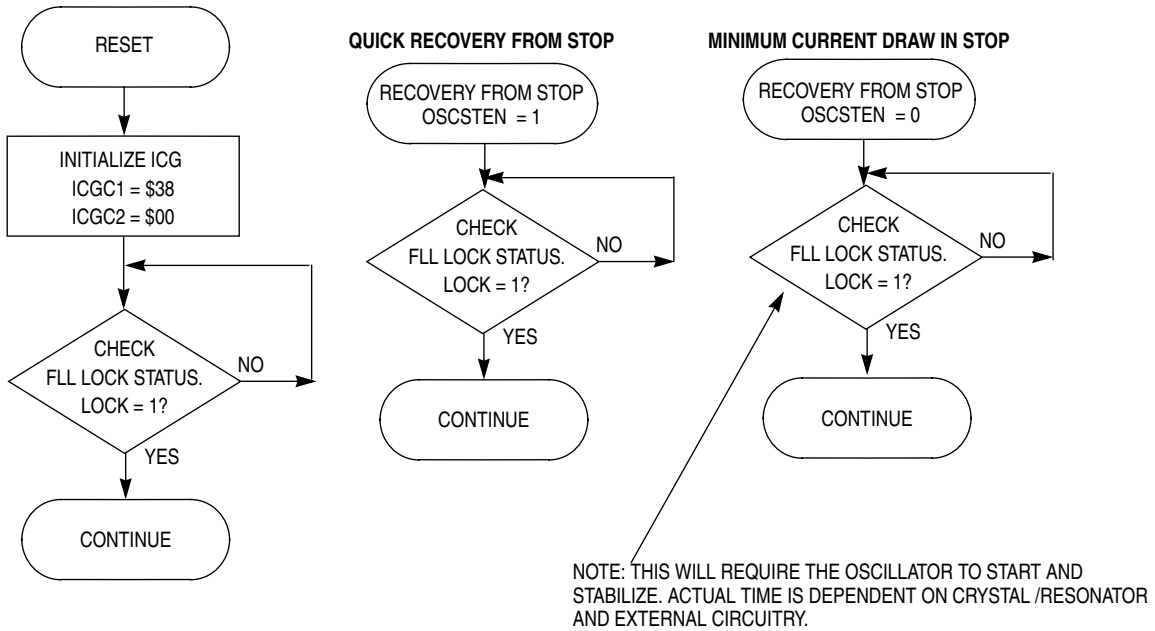 RESET
INITIALIZE ICG
ICGC1 = $38
ICGC2 = $00
CHECK
FLL LOCK STATUS.
LOCK = 1?
NO
YES
CONTINUE
QUICK RECOVERY FROM STOP
RECOVERY FROM STOP
OSCSTEN = 1
CHECK
FLL LOCK STATUS.
LOCK = 1?
NO
YES
CONTINUE
MINIMUM CURRENT DRAW IN STOP
RECOVERY FROM STOP
OSCSTEN = 0
CHECK
FLL LOCK STATUS.
LOCK = 1?
NO
YES
CONTINUE
NOTE: THIS WILL REQUIRE THE OSCILLATOR TO START AND
STABILIZE. ACTUAL TIME IS DEPENDENT ON CRYSTAL /RESONATOR
AND EXTERNAL CIRCUITRY.